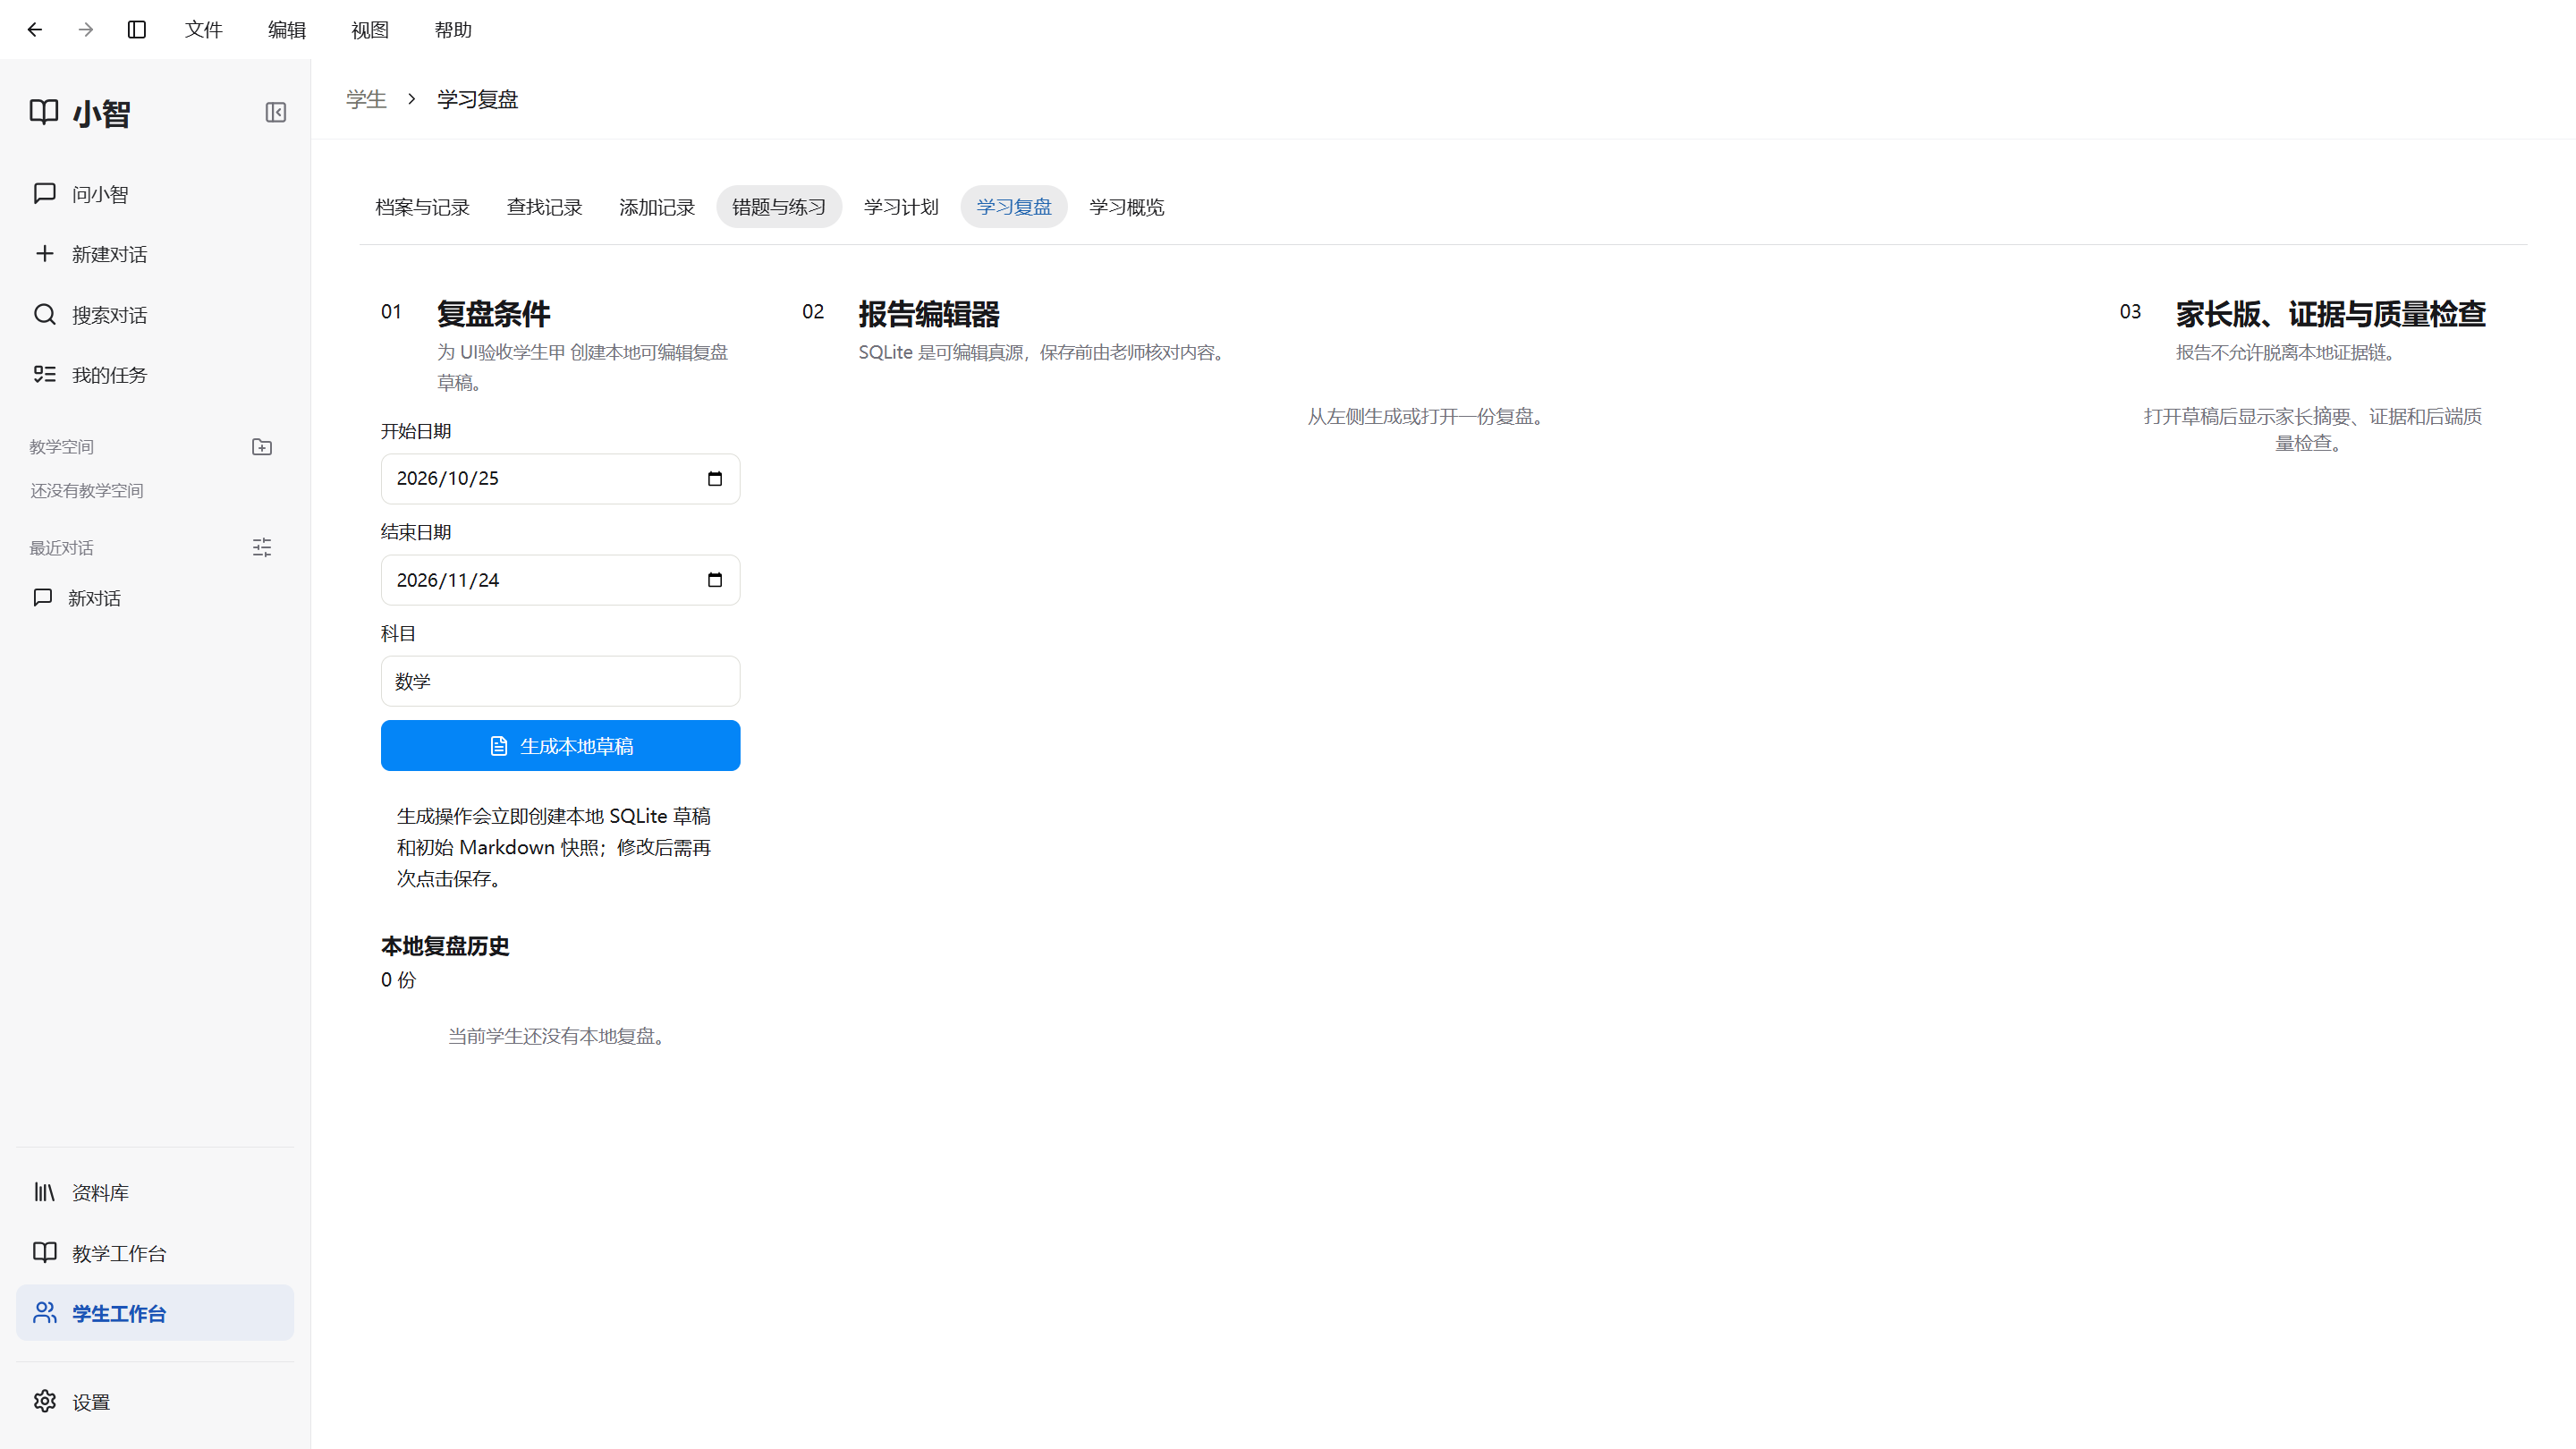 文件 编辑 视图 帮助
小智
问小智
新建对话
搜索对话
我的任务
教学空间
还没有教学空间
最近对话
新对话
资料库
教学工作台
学生工作台
设置
学生 > 学习复盘
档案与记录 查找记录 添加记录 错题与练习 学习计划 学习复盘 学习概览
01 复盘条件
为 UI验收学生甲 创建本地可编辑复盘
草稿。
开始日期
2026/10/25
结束日期
2026/11/24
科目
数学
生成本地草稿
生成操作会立即创建本地 SQLite 草稿
和初始 Markdown 快照；修改后需再
次点击保存。
本地复盘历史
0 份
当前学生还没有本地复盘。
02 报告编辑器
SQLite 是可编辑真源，保存前由老师核对内容。
从左侧生成或打开一份复盘。
03 家长版、证据与质量检查
报告不允许脱离本地证据链。
打开草稿后显示家长摘要、证据和后端质
量检查。